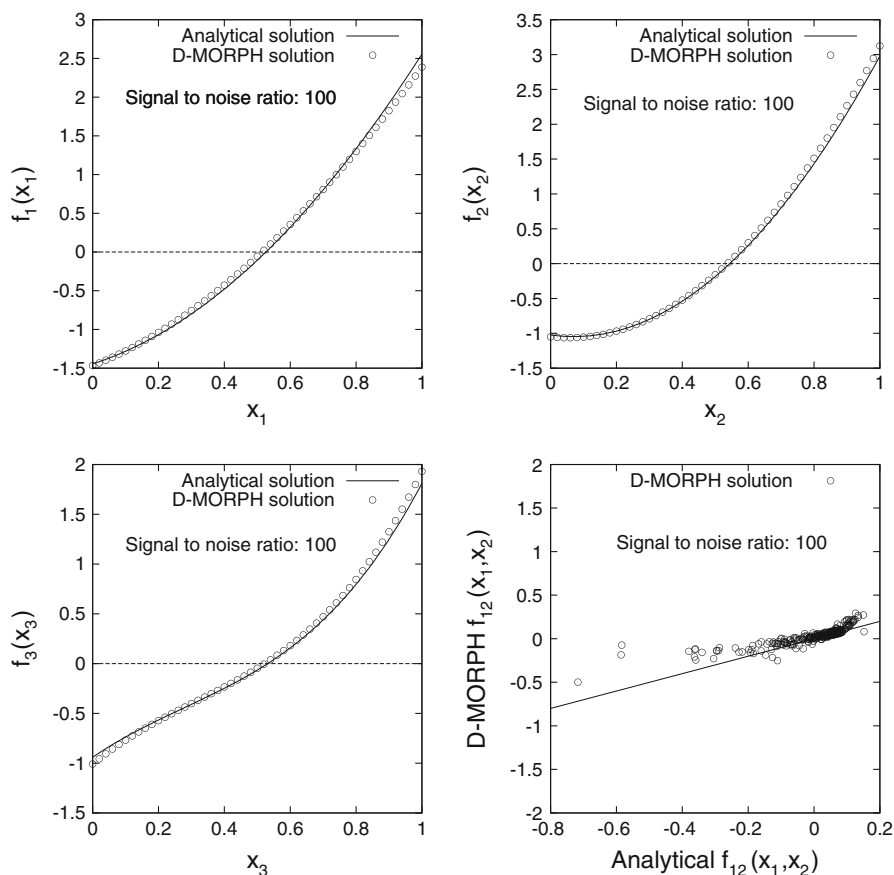 Analytical solution
D-MORPH solution
Signal to noise ratio: 100
f1(x1)
3
2.5
2
1.5
1
0.5
0
-0.5
-1
-1.5
0 0.2 0.4 0.6 0.8 1
x1
Analytical solution
D-MORPH solution
Signal to noise ratio: 100
f2(x2)
3.5
3
2.5
2
1.5
1
0.5
0
-0.5
-1
-1.5
0 0.2 0.4 0.6 0.8 1
x2
Analytical solution
D-MORPH solution
Signal to noise ratio: 100
f3(x3)
2
1.5
1
0.5
0
-0.5
-1
-1.5
0 0.2 0.4 0.6 0.8 1
x3
D-MORPH solution
Signal to noise ratio: 100
D-MORPH f12(x1,x2)
2
1.5
1
0.5
0
-0.5
-1
-1.5
-2
-0.8 -0.6 -0.4 -0.2 0 0.2
Analytical f12(x1,x2)